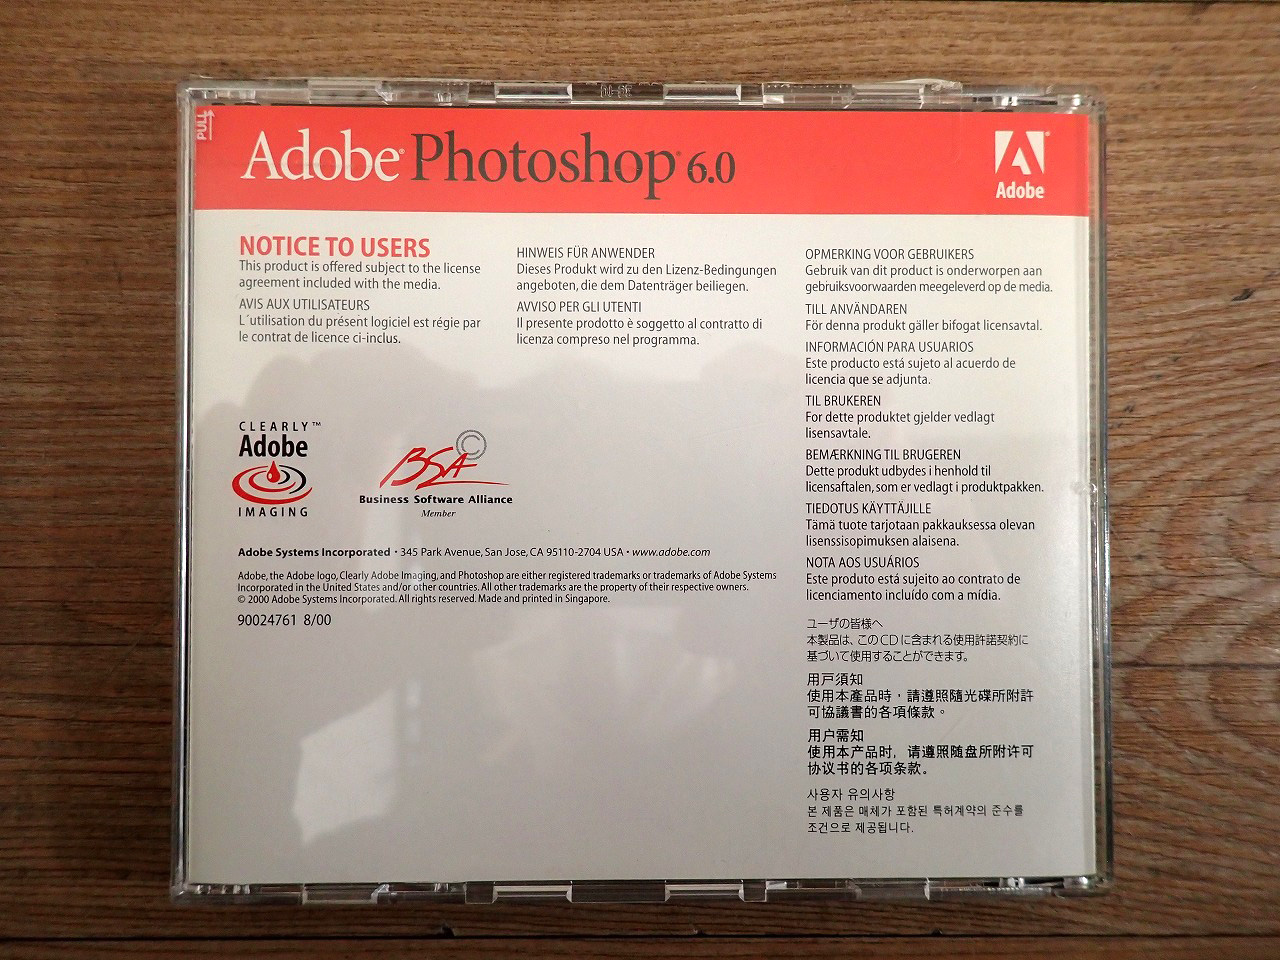 PULL
Adobe® Photoshop® 6.0
Adobe
NOTICE TO USERS
This product is offered subject to the license
agreement included with the media.
AVIS AUX UTILISATEURS
L´utilisation du présent logiciel est régie par
le contrat de licence ci-inclus.
HINWEIS FÜR ANWENDER
Dieses Produkt wird zu den Lizenz-Bedingungen
angeboten, die dem Datenträger beiliegen.
AVVISO PER GLI UTENTI
Il presente prodotto è soggetto al contratto di
licenza compreso nel programma.
OPMERKING VOOR GEBRUIKERS
Gebruik van dit product is onderworpen aan
gebruiksvoorwaarden meegeleverd op de media.
TILL ANVÄNDAREN
För denna produkt gäller bifogat licensavtal.
INFORMACIÓN PARA USUARIOS
Este producto está sujeto al acuerdo de
licencia que se adjunta.
TIL BRUKEREN
For dette produktet gjelder vedlagt
lisensavtale.
BEMÆRKNING TIL BRUGEREN
Dette produkt udbydes i henhold til
licensaftalen, som er vedlagt i produktpakken.
TIEDOTUS KÄYTTÄJILLE
Tämä tuote tarjotaan pakkauksessa olevan
lisenssisopimuksen alaisena.
NOTA AOS USUÁRIOS
Este produto está sujeito ao contrato de
licenciamento incluído com a mídia.
ユーザの皆様へ
本製品は、このCDに含まれる使用許諾契約に
基づいて使用することができます。
用戸須知
使用本產品時，請遵照隨光碟所附許
可協議書的各項條款。
用户需知
使用本产品时，请遵照随盘所附许可
协议书的各项条款。
사용자 유의사항
본 제품은 매체가 포함된 특허계약의 준수를
조건으로 제공됩니다.
CLEARLY™
Adobe
IMAGING
BSA ©
Business Software Alliance
Member
Adobe Systems Incorporated • 345 Park Avenue, San Jose, CA 95110-2704 USA • www.adobe.com
Adobe, the Adobe logo, Clearly Adobe Imaging, and Photoshop are either registered trademarks or trademarks of Adobe Systems
Incorporated in the United States and/or other countries. All other trademarks are the property of their respective owners.
© 2000 Adobe Systems Incorporated. All rights reserved. Made and printed in Singapore.
90024761 8/00